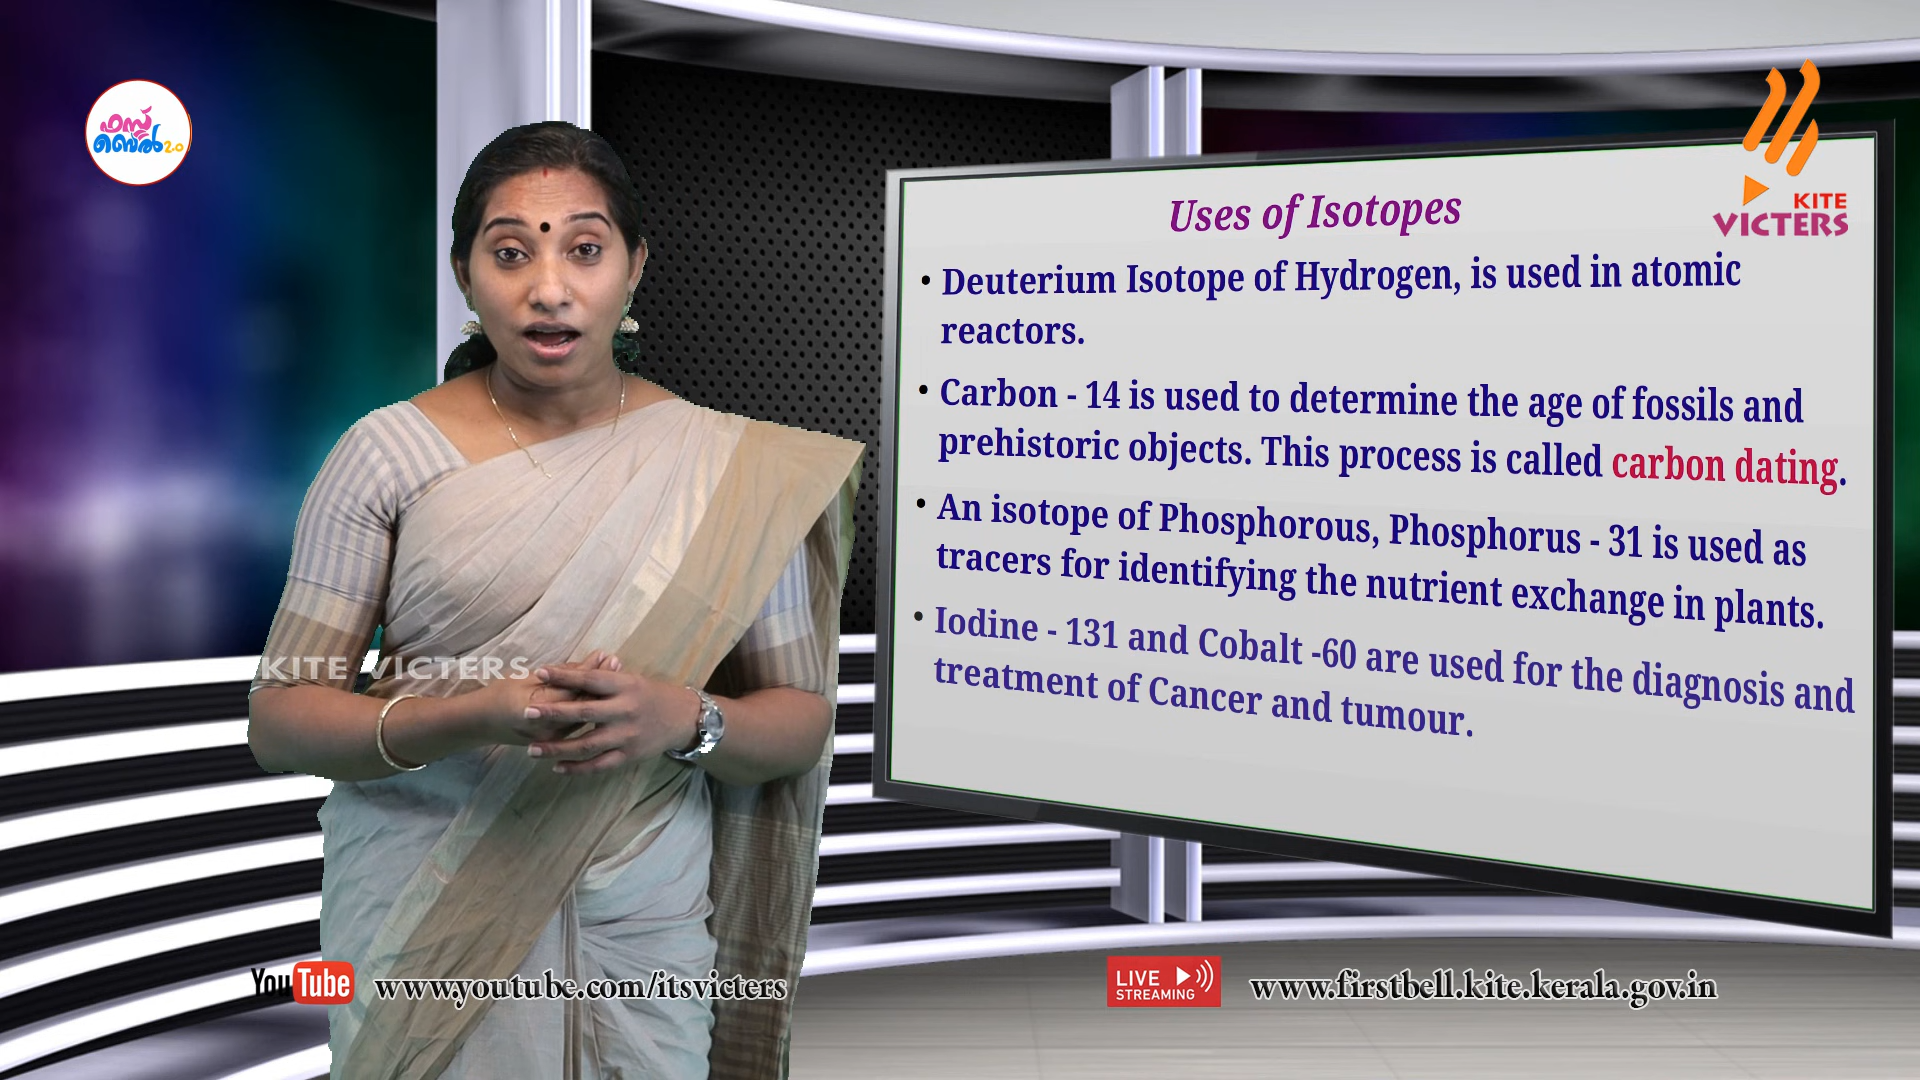 ഫസ്റ്റ്
ബെൽ 2.0
KITE
VICTERS
Uses of Isotopes
• Deuterium Isotope of Hydrogen, is used in atomic
reactors.
• Carbon - 14 is used to determine the age of fossils and
prehistoric objects. This process is called carbon dating.
• An isotope of Phosphorous, Phosphorus - 31 is used as
tracers for identifying the nutrient exchange in plants.
• Iodine - 131 and Cobalt -60 are used for the diagnosis and
treatment of Cancer and tumour.
KITE VICTERS
YouTube www.youtube.com/itsvicters
LIVE
STREAMING
www.firstbell.kite.kerala.gov.in